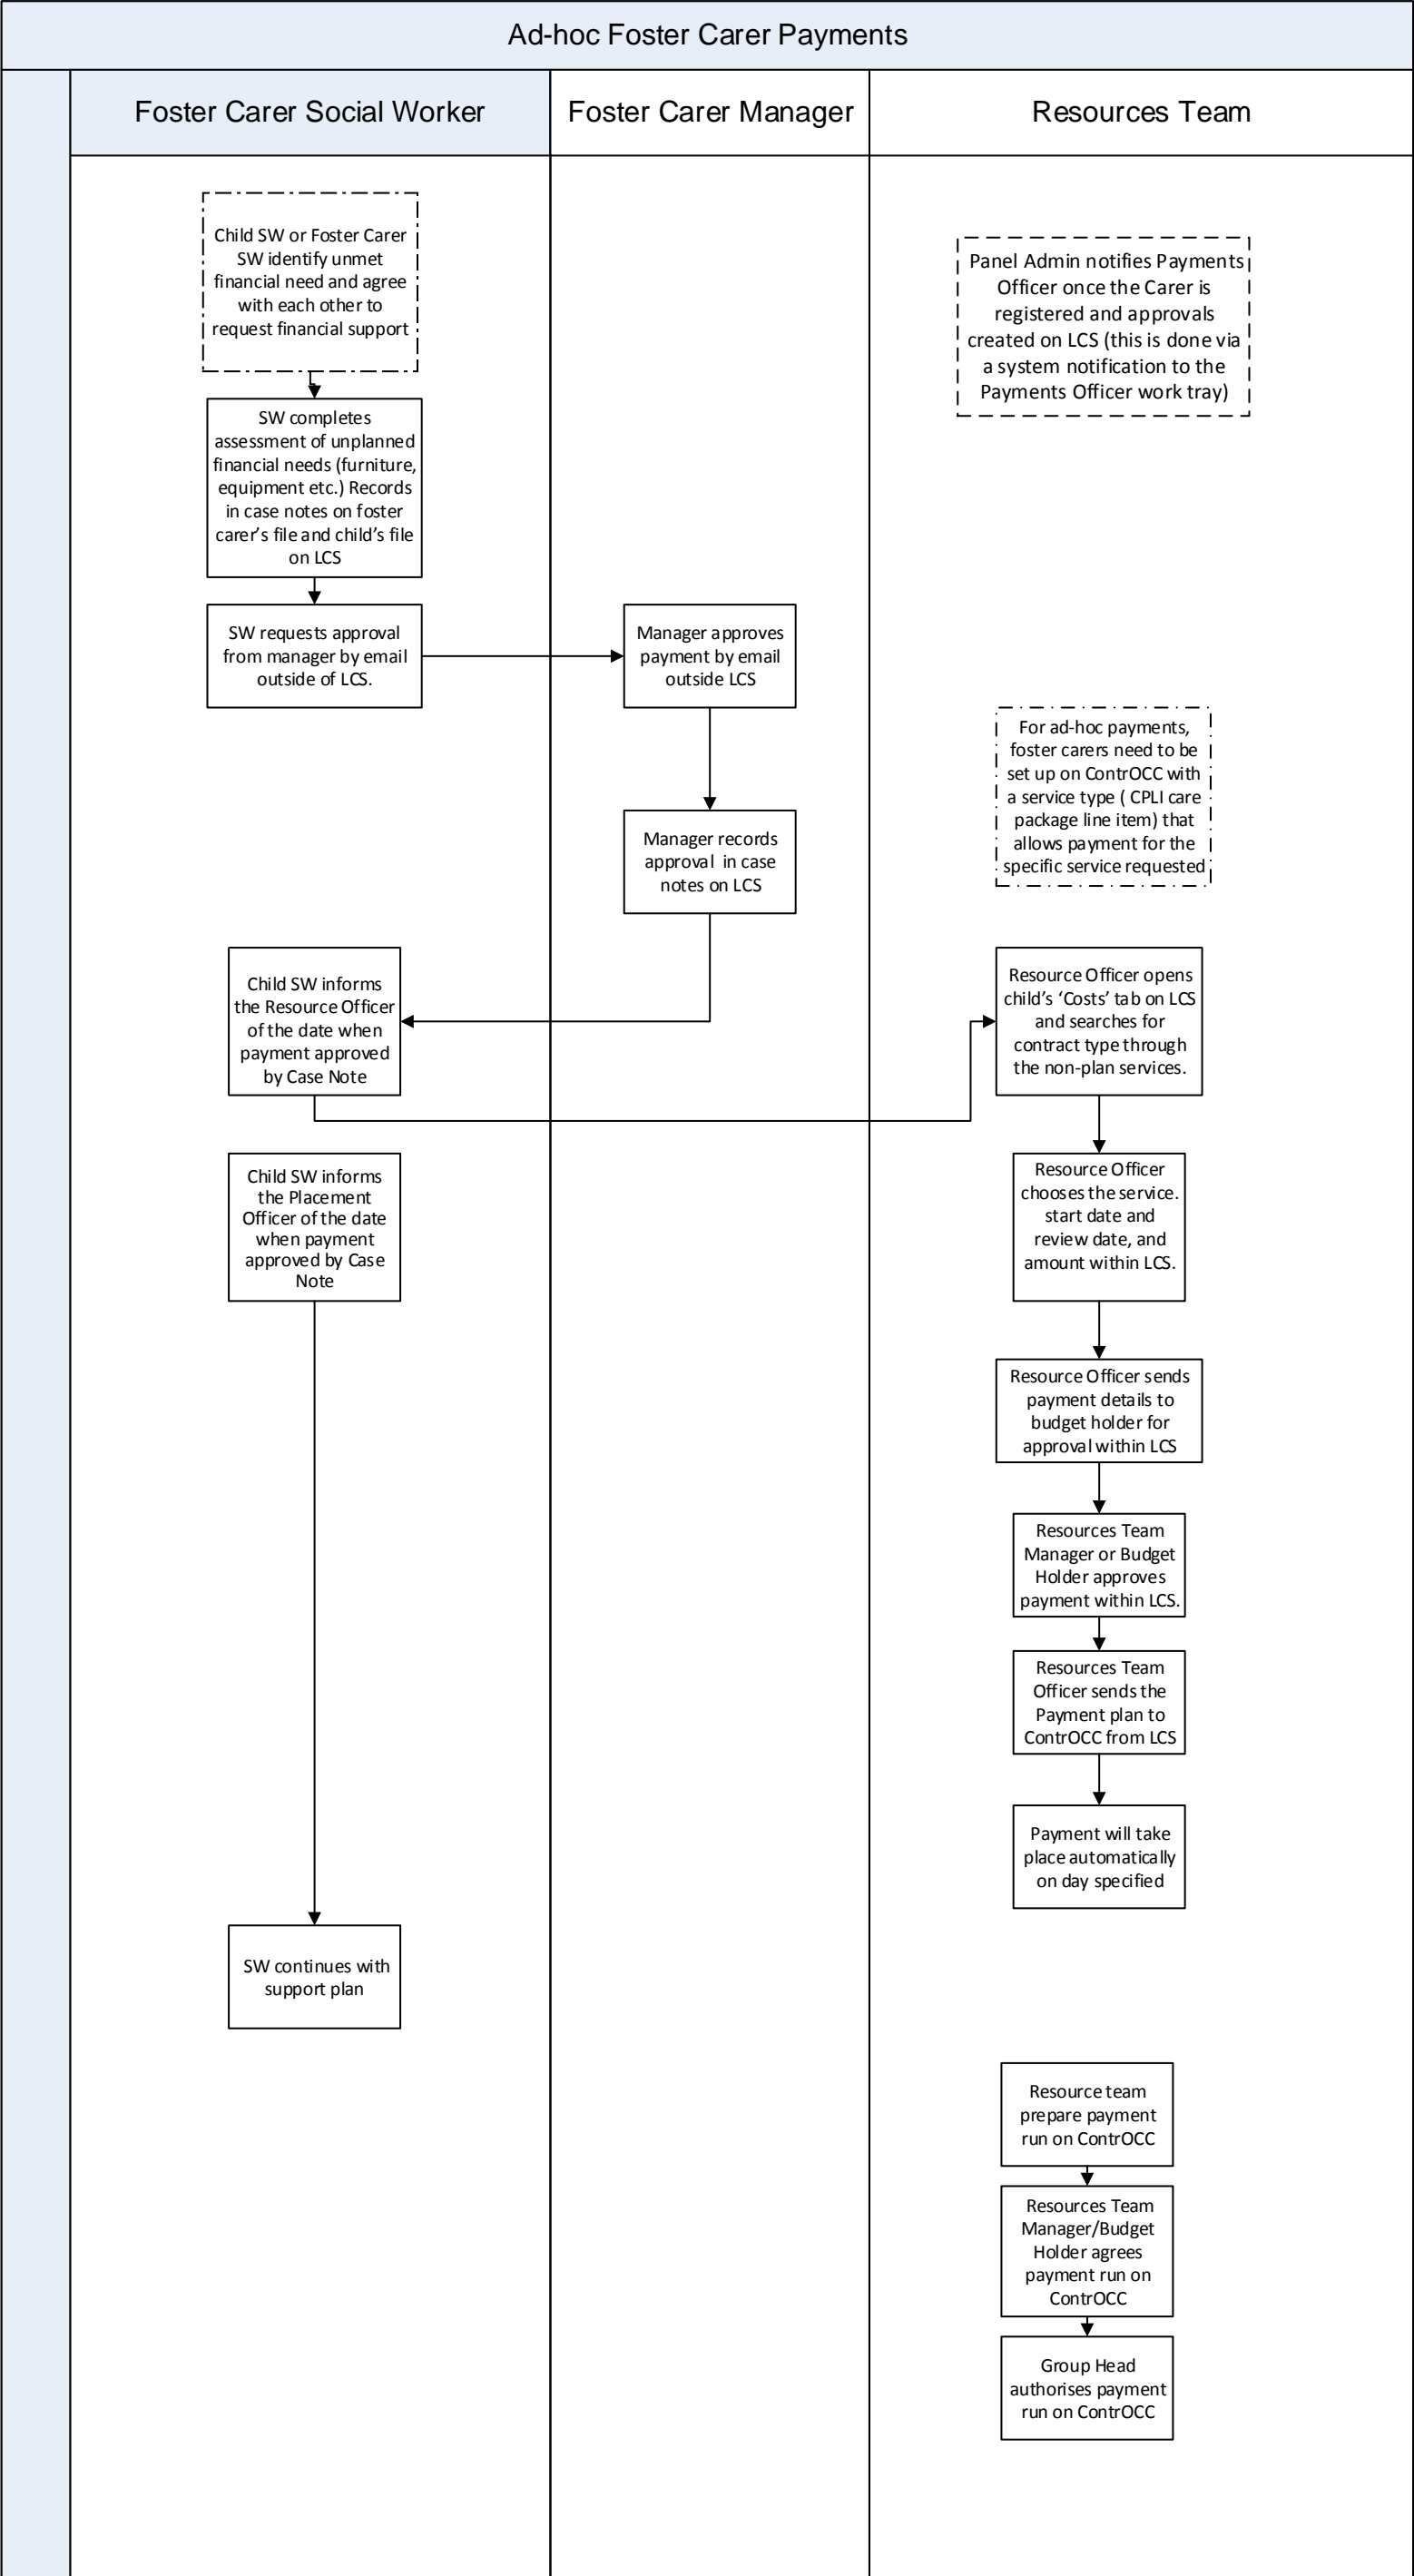 Ad-hoc Foster Carer Payments
Foster Carer Social Worker
Foster Carer Manager
Resources Team
Child SW or Foster Carer
SW identify unmet
financial need and agree
with each other to
request financial support
Panel Admin notifies Payments
Officer once the Carer is
registered and approvals
created on LCS (this is done via
a system notification to the
Payments Officer work tray)
SW completes
assessment of unplanned
financial needs (furniture,
equipment etc.) Records
in case notes on foster
carer's file and child's file
on LCS
SW requests approval
from manager by email
outside of LCS.
Manager approves
payment by email
outside LCS
For ad-hoc payments,
foster carers need to be
set up on ContrOCC with
a service type ( CPLI care
package line item) that
allows payment for the
specific service requested
Manager records
approval in case
notes on LCS
Child SW informs
the Resource Officer
of the date when
payment approved
by Case Note
Resource Officer opens
child's ‘Costs’ tab on LCS
and searches for
contract type through
the non-plan services.
Child SW informs
the Placement
Officer of the date
when payment
approved by Case
Note
Resource Officer
chooses the service.
start date and
review date, and
amount within LCS.
Resource Officer sends
payment details to
budget holder for
approval within LCS
Resources Team
Manager or Budget
Holder approves
payment within LCS.
Resources Team
Officer sends the
Payment plan to
ContrOCC from LCS
Payment will take
place automatically
on day specified
SW continues with
support plan
Resource team
prepare payment
run on ContrOCC
Resources Team
Manager/Budget
Holder agrees
payment run on
ContrOCC
Group Head
authorises payment
run on ContrOCC